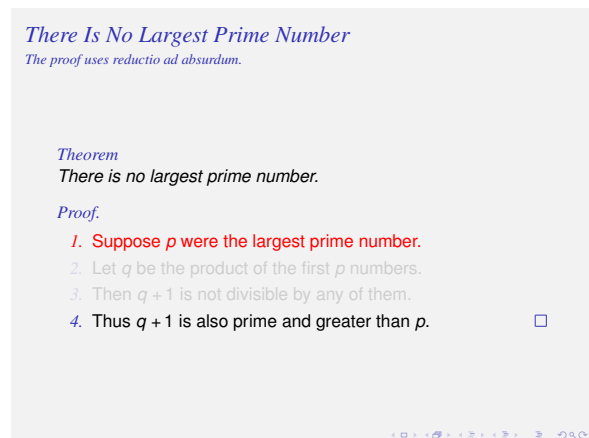 There Is No Largest Prime Number
The proof uses reductio ad absurdum.
Theorem
There is no largest prime number.
Proof.
1. Suppose p were the largest prime number.
2. Let q be the product of the first p numbers.
3. Then q + 1 is not divisible by any of them.
4. Thus q + 1 is also prime and greater than p.